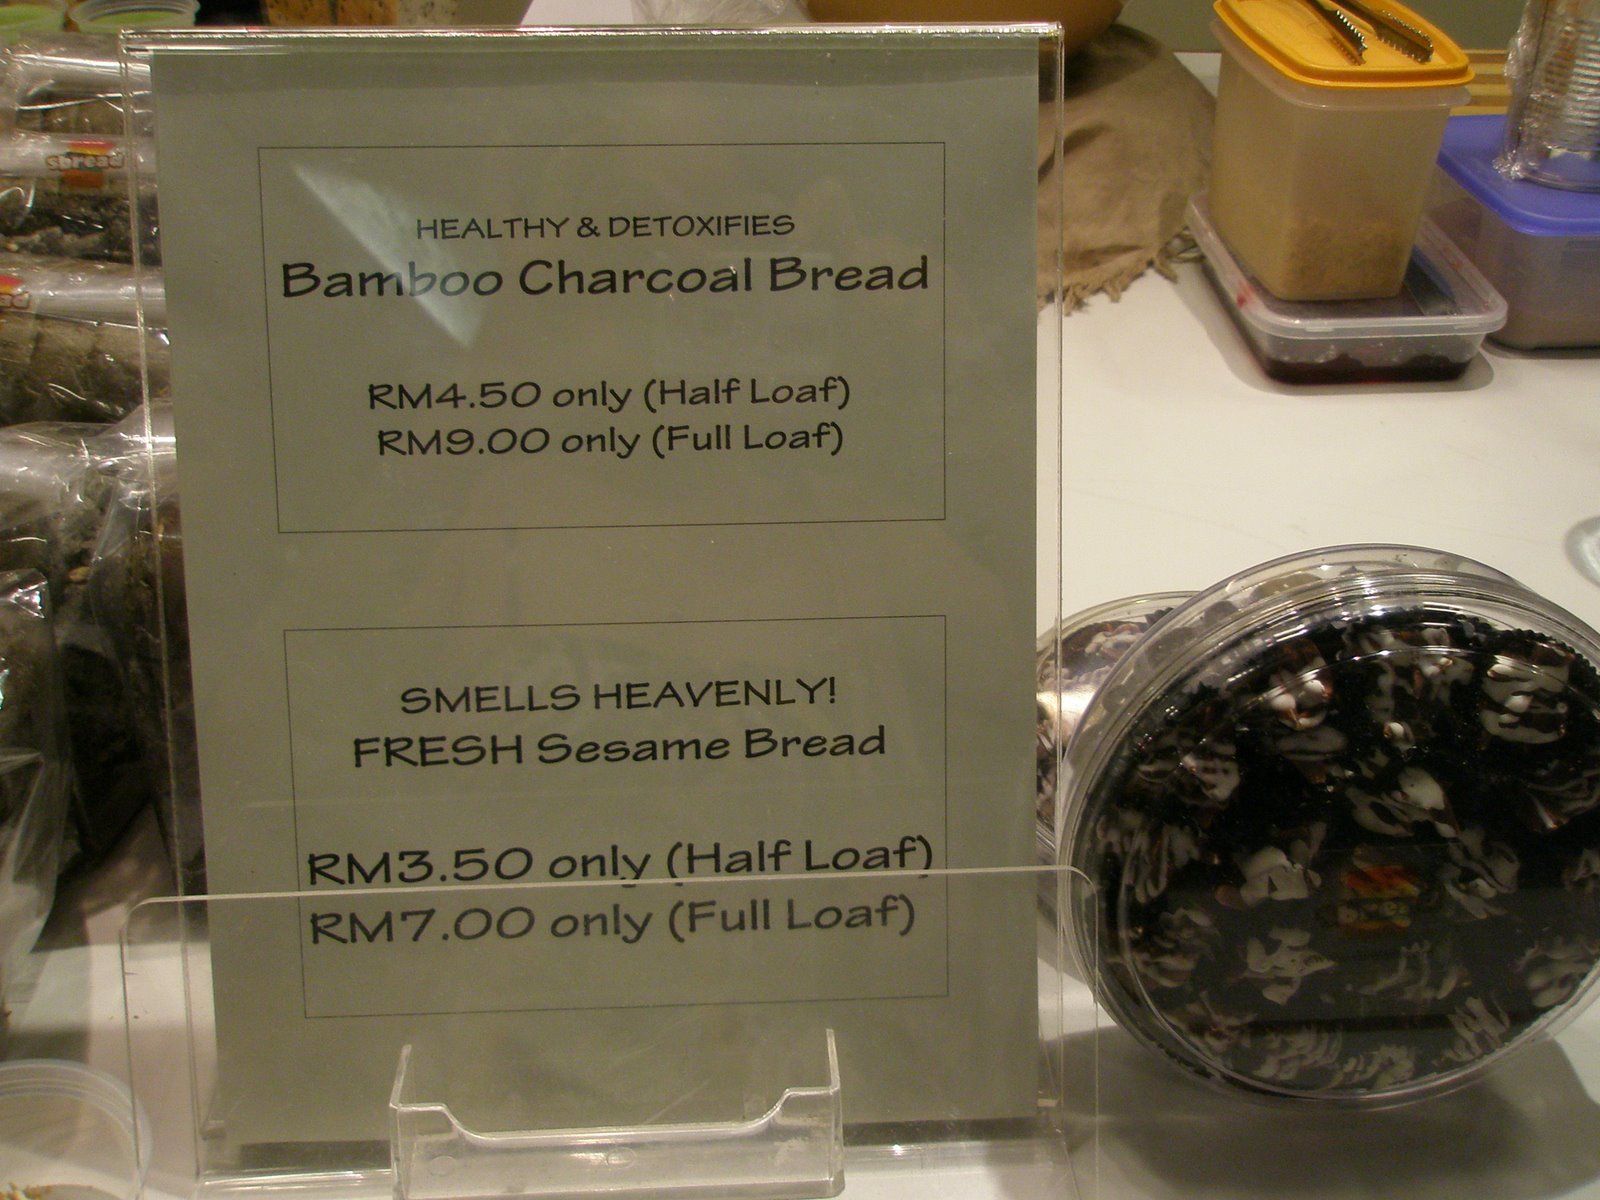 HEALTHY & DETOXIFIES
Bamboo Charcoal Bread
RM4.50 only (Half Loaf)
RM9.00 only (Full Loaf)
SMELLS HEAVENLY!
FRESH Sesame Bread
RM3.50 only (Half Loaf)
RM7.00 only (Full Loaf)
sbread